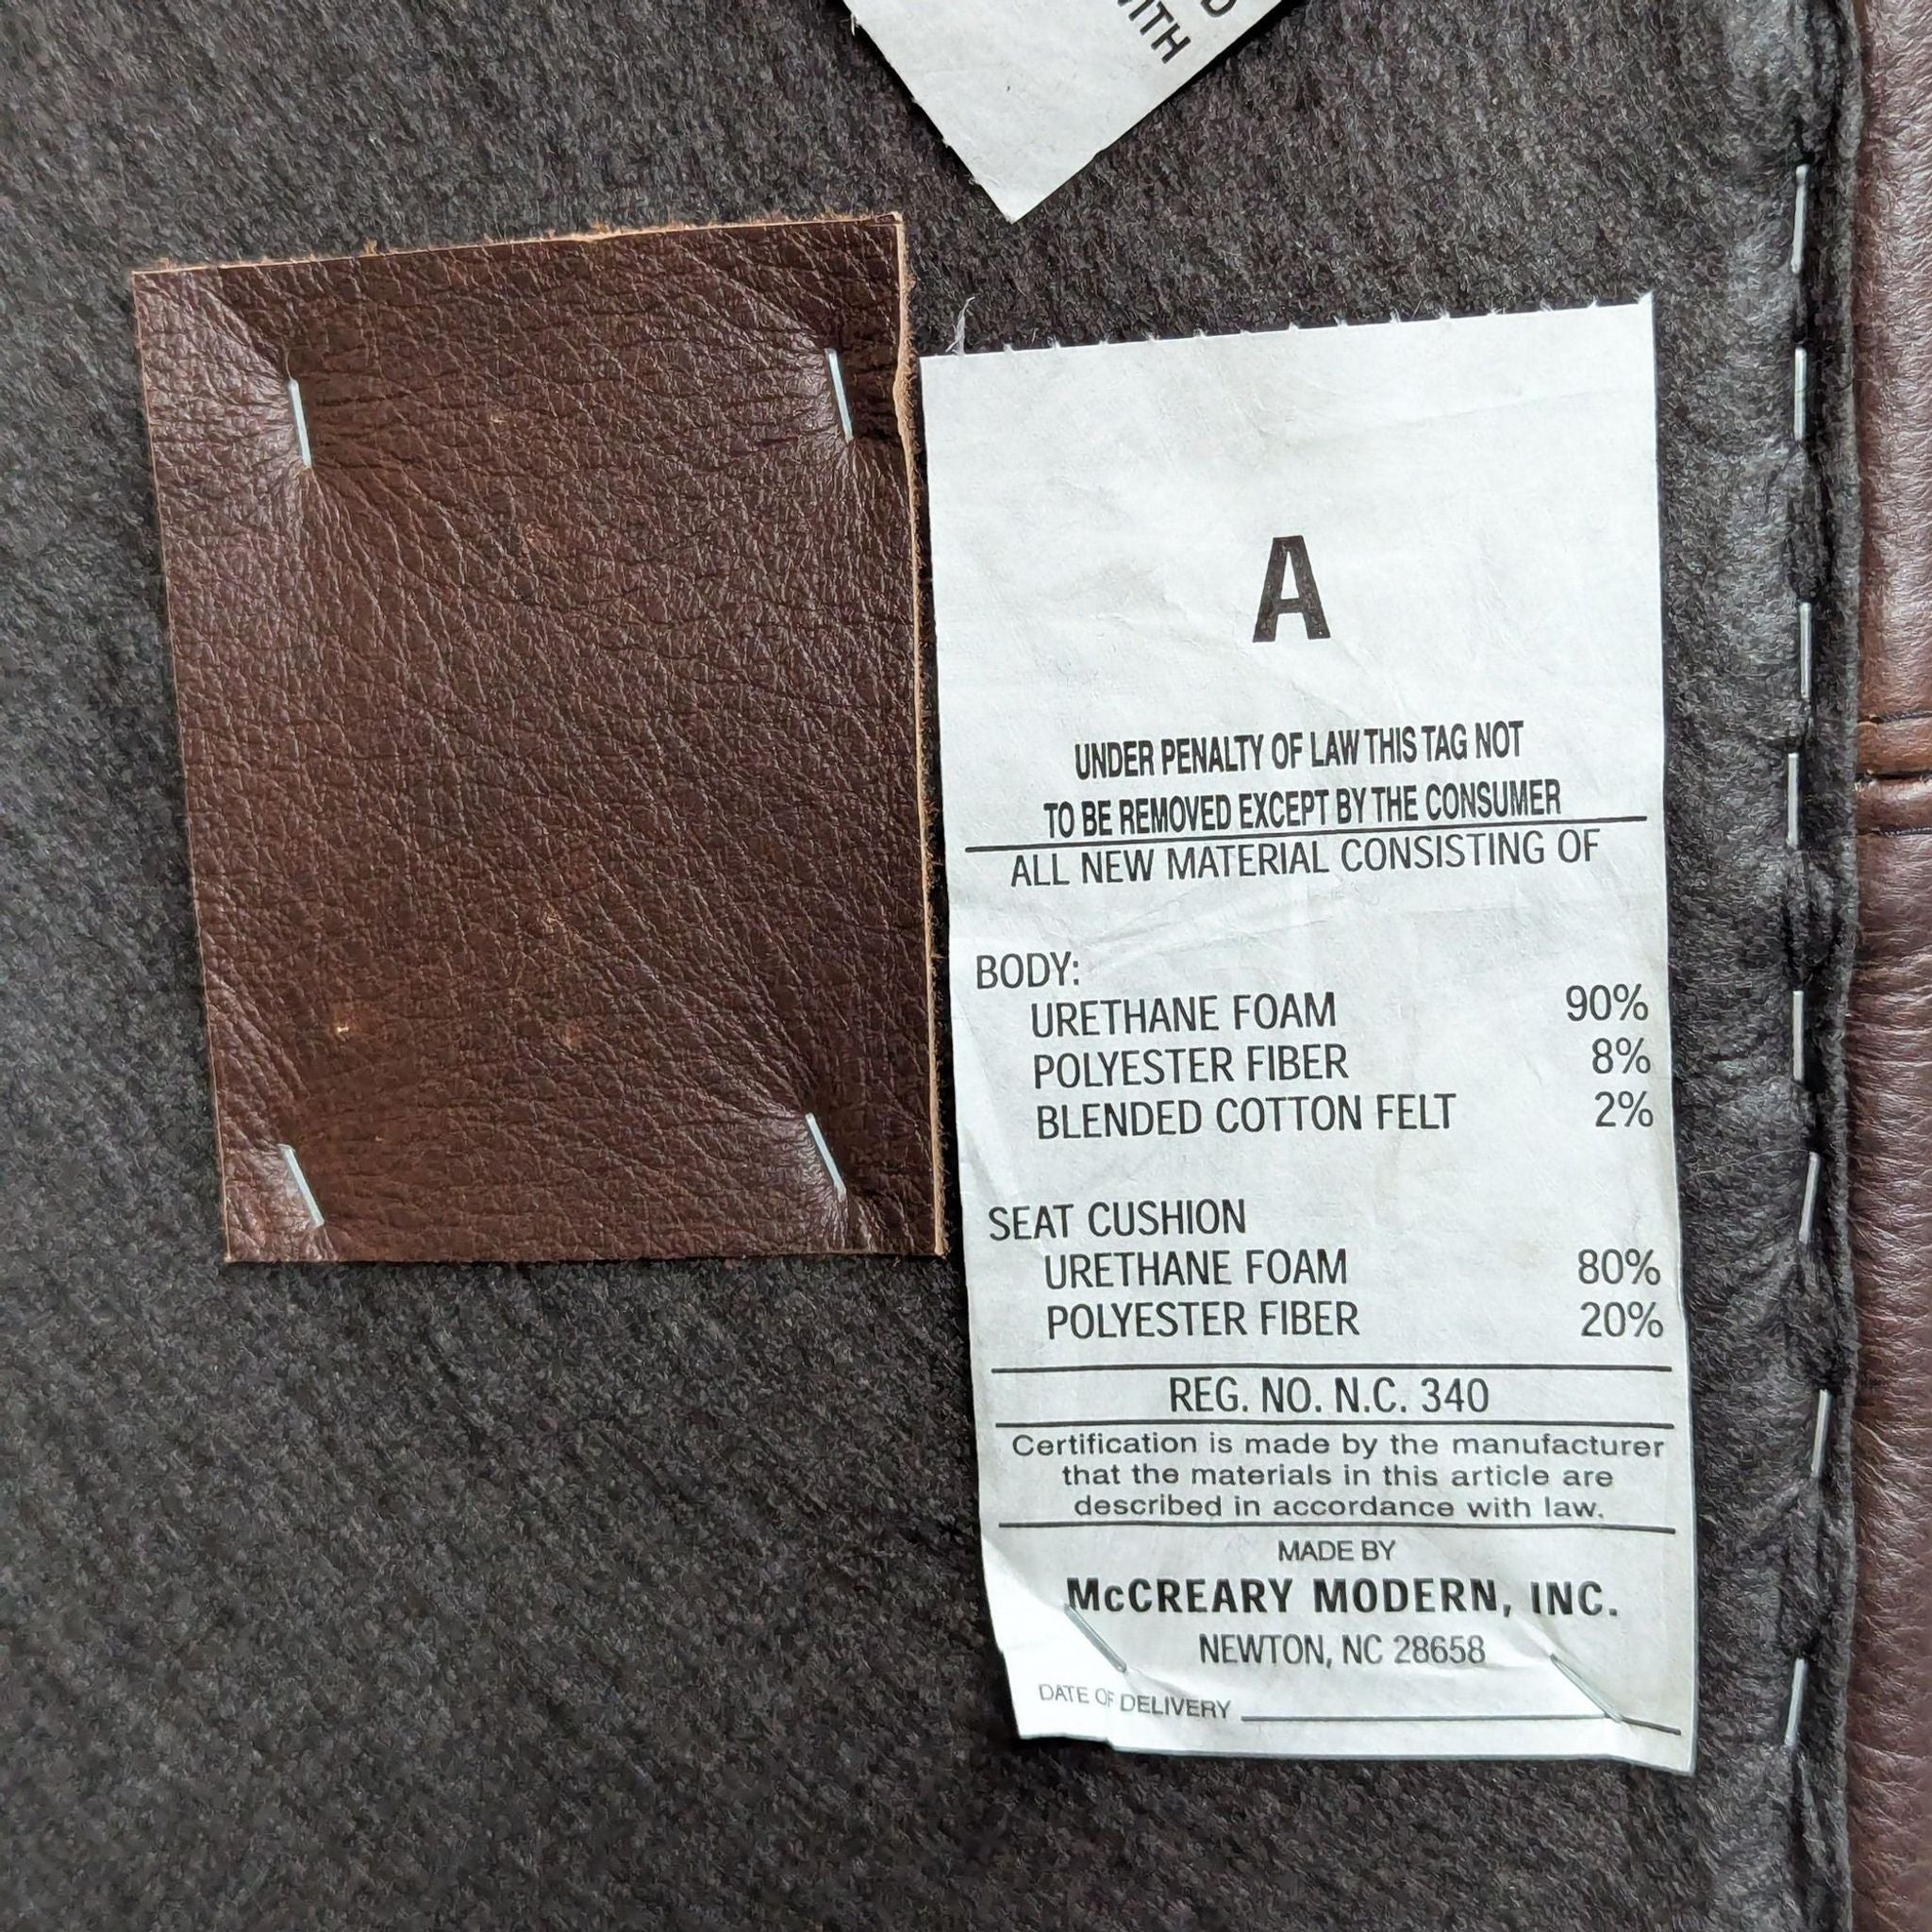 WITH
A
UNDER PENALTY OF LAW THIS TAG NOT
TO BE REMOVED EXCEPT BY THE CONSUMER
ALL NEW MATERIAL CONSISTING OF
BODY:
URETHANE FOAM 90%
POLYESTER FIBER 8%
BLENDED COTTON FELT 2%
SEAT CUSHION
URETHANE FOAM 80%
POLYESTER FIBER 20%
REG. NO. N.C. 340
Certification is made by the manufacturer
that the materials in this article are
described in accordance with law.
MADE BY
McCREARY MODERN, INC.
NEWTON, NC 28658
DATE OF DELIVERY